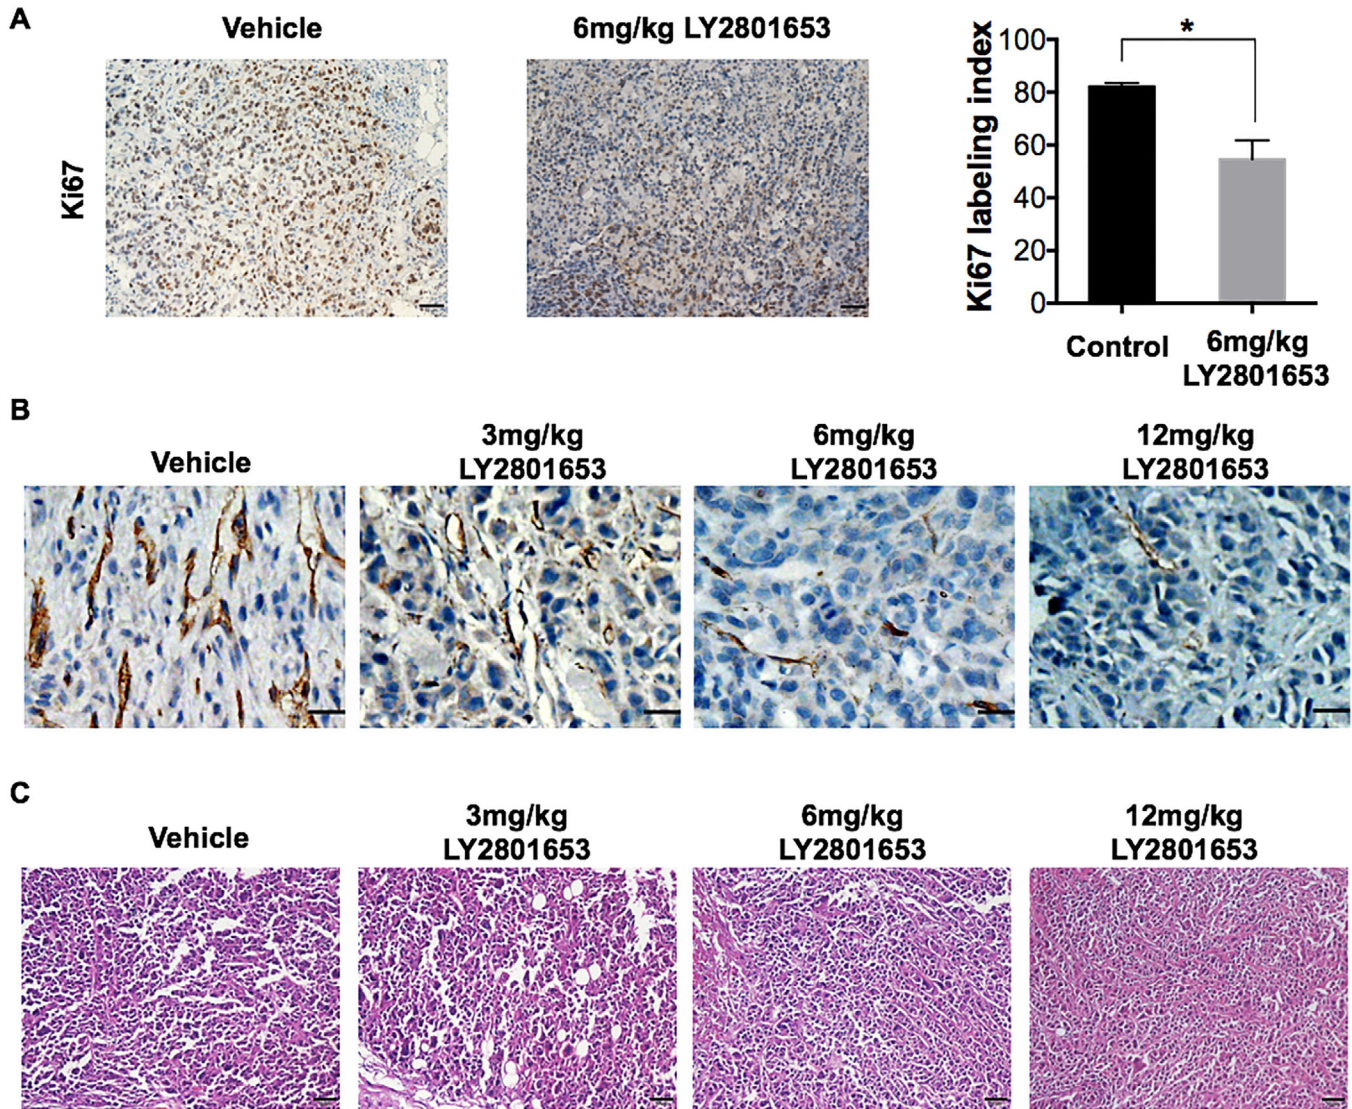 A
Vehicle
6mg/kg LY2801653
Ki67
Ki67 labeling index
100
80
60
40
20
0
*
Control
6mg/kg
LY2801653
B
Vehicle
3mg/kg
LY2801653
6mg/kg
LY2801653
12mg/kg
LY2801653
C
Vehicle
3mg/kg
LY2801653
6mg/kg
LY2801653
12mg/kg
LY2801653